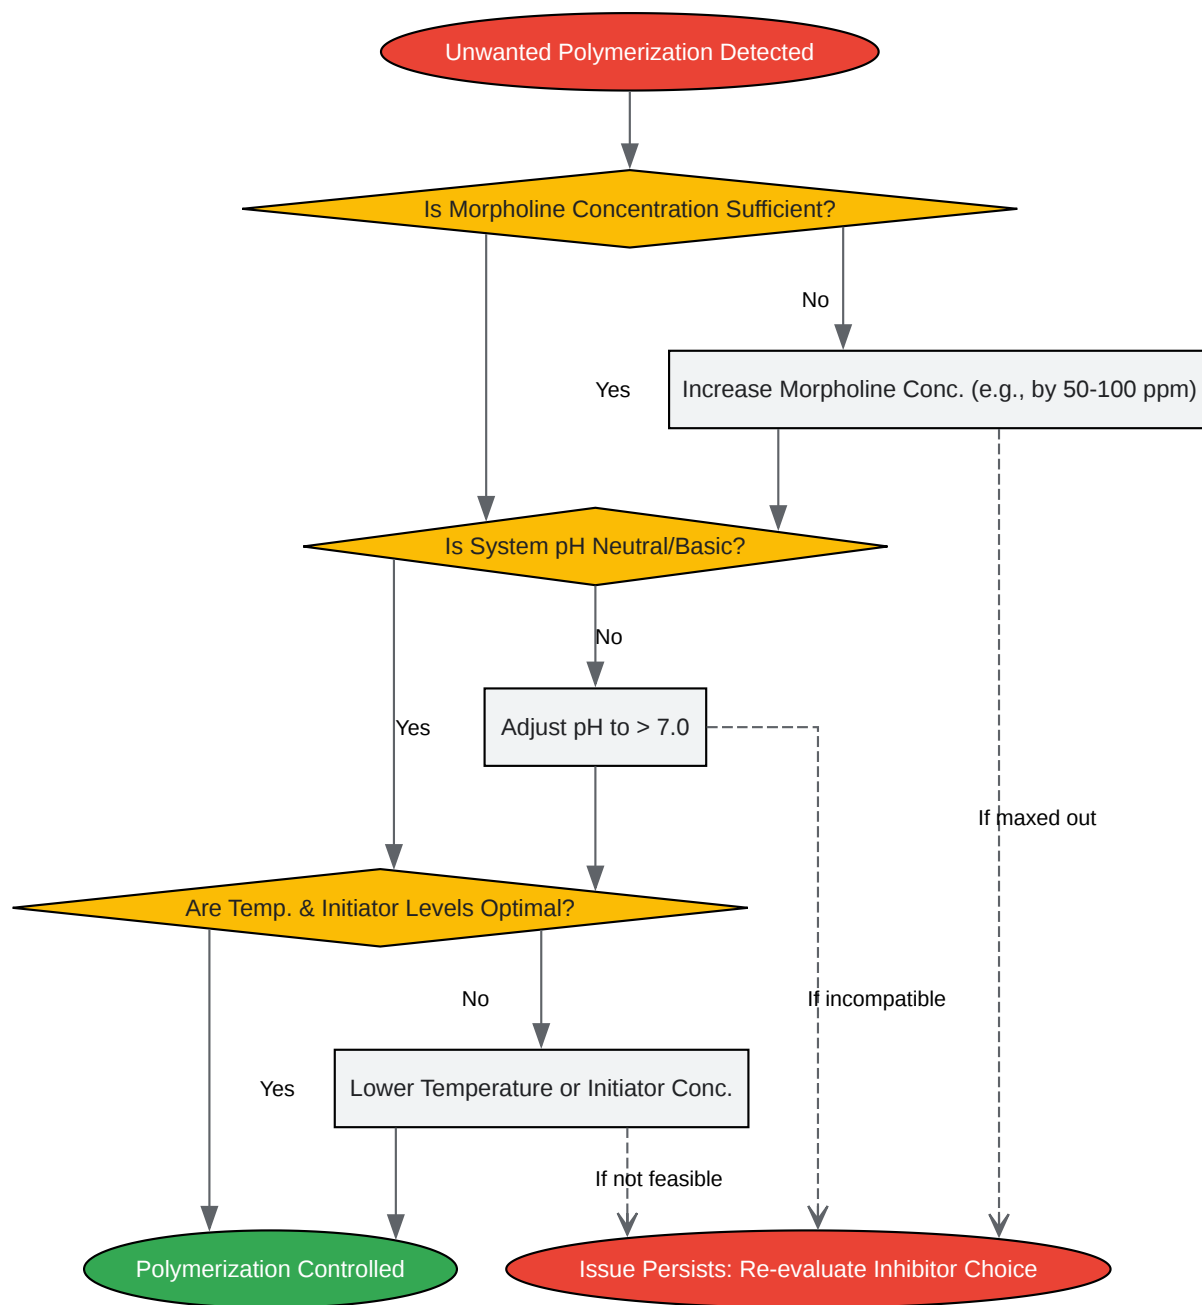 Unwanted Polymerization Detected
Is Morpholine Concentration Sufficient?
No
Yes
Increase Morpholine Conc. (e.g., by 50-100 ppm)
Is System pH Neutral/Basic?
No
Yes
Adjust pH to > 7.0
If maxed out
Are Temp. & Initiator Levels Optimal?
No
If incompatible
Yes
Lower Temperature or Initiator Conc.
If not feasible
Polymerization Controlled
Issue Persists: Re-evaluate Inhibitor Choice